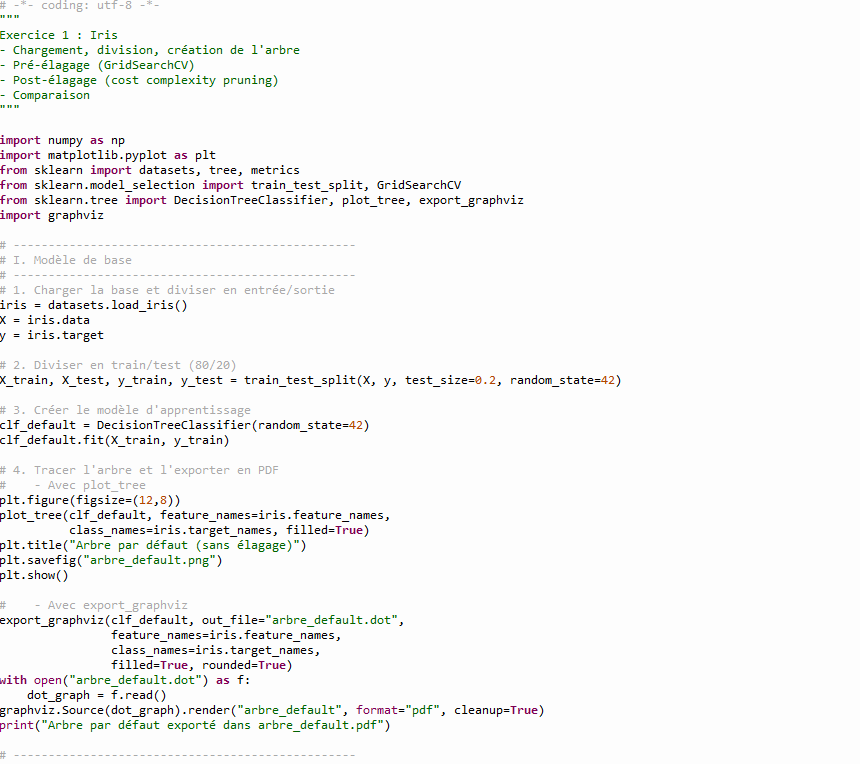 # -*- coding: utf-8 -*-
"""
Exercice 1 : Iris
- Chargement, division, création de l'arbre
- Pré-élagage (GridSearchCV)
- Post-élagage (cost complexity pruning)
- Comparaison
"""
import numpy as np
import matplotlib.pyplot as plt
from sklearn import datasets, tree, metrics
from sklearn.model_selection import train_test_split, GridSearchCV
from sklearn.tree import DecisionTreeClassifier, plot_tree, export_graphviz
import graphviz
# -------------------------------------------------
# I. Modèle de base
# -------------------------------------------------
# 1. Charger la base et diviser en entrée/sortie
iris = datasets.load_iris()
X = iris.data
y = iris.target
# 2. Diviser en train/test (80/20)
X_train, X_test, y_train, y_test = train_test_split(X, y, test_size=0.2, random_state=42)
# 3. Créer le modèle d'apprentissage
clf_default = DecisionTreeClassifier(random_state=42)
clf_default.fit(X_train, y_train)
# 4. Tracer l'arbre et l'exporter en PDF
#    - Avec plot_tree
plt.figure(figsize=(12,8))
plot_tree(clf_default, feature_names=iris.feature_names,
          class_names=iris.target_names, filled=True)
plt.title("Arbre par défaut (sans élagage)")
plt.savefig("arbre_default.png")
plt.show()
#    - Avec export_graphviz
export_graphviz(clf_default, out_file="arbre_default.dot",
                feature_names=iris.feature_names,
                class_names=iris.target_names,
                filled=True, rounded=True)
with open("arbre_default.dot") as f:
    dot_graph = f.read()
graphviz.Source(dot_graph).render("arbre_default", format="pdf", cleanup=True)
print("Arbre par défaut exporté dans arbre_default.pdf")
# -------------------------------------------------